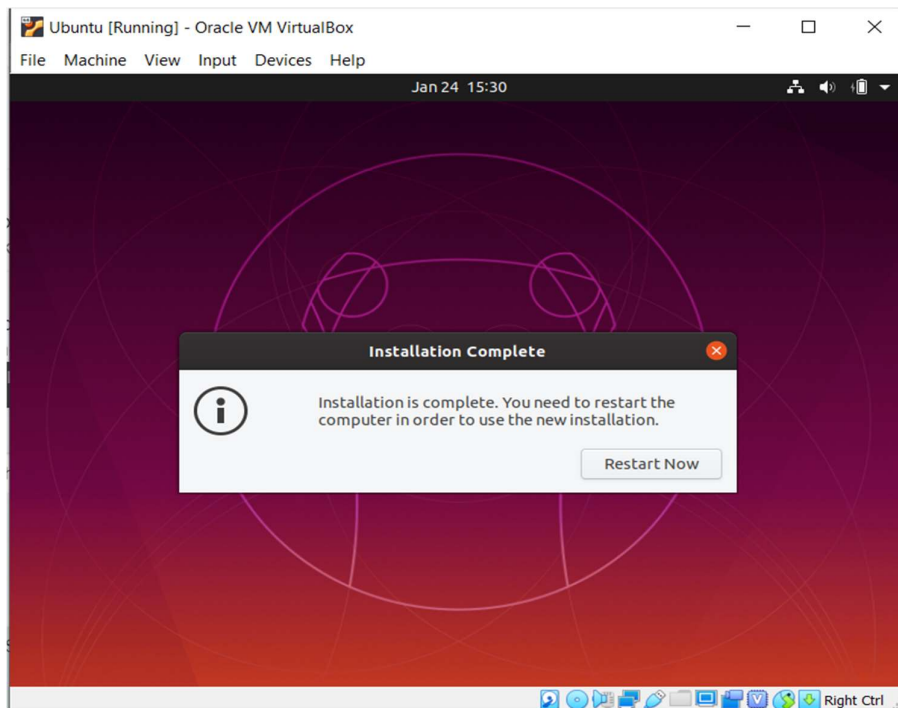 Ubuntu [Running] - Oracle VM VirtualBox
File Machine View Input Devices Help
Jan 24 15:30
Installation Complete
Installation is complete. You need to restart the
computer in order to use the new installation.
Restart Now
Right Ctrl